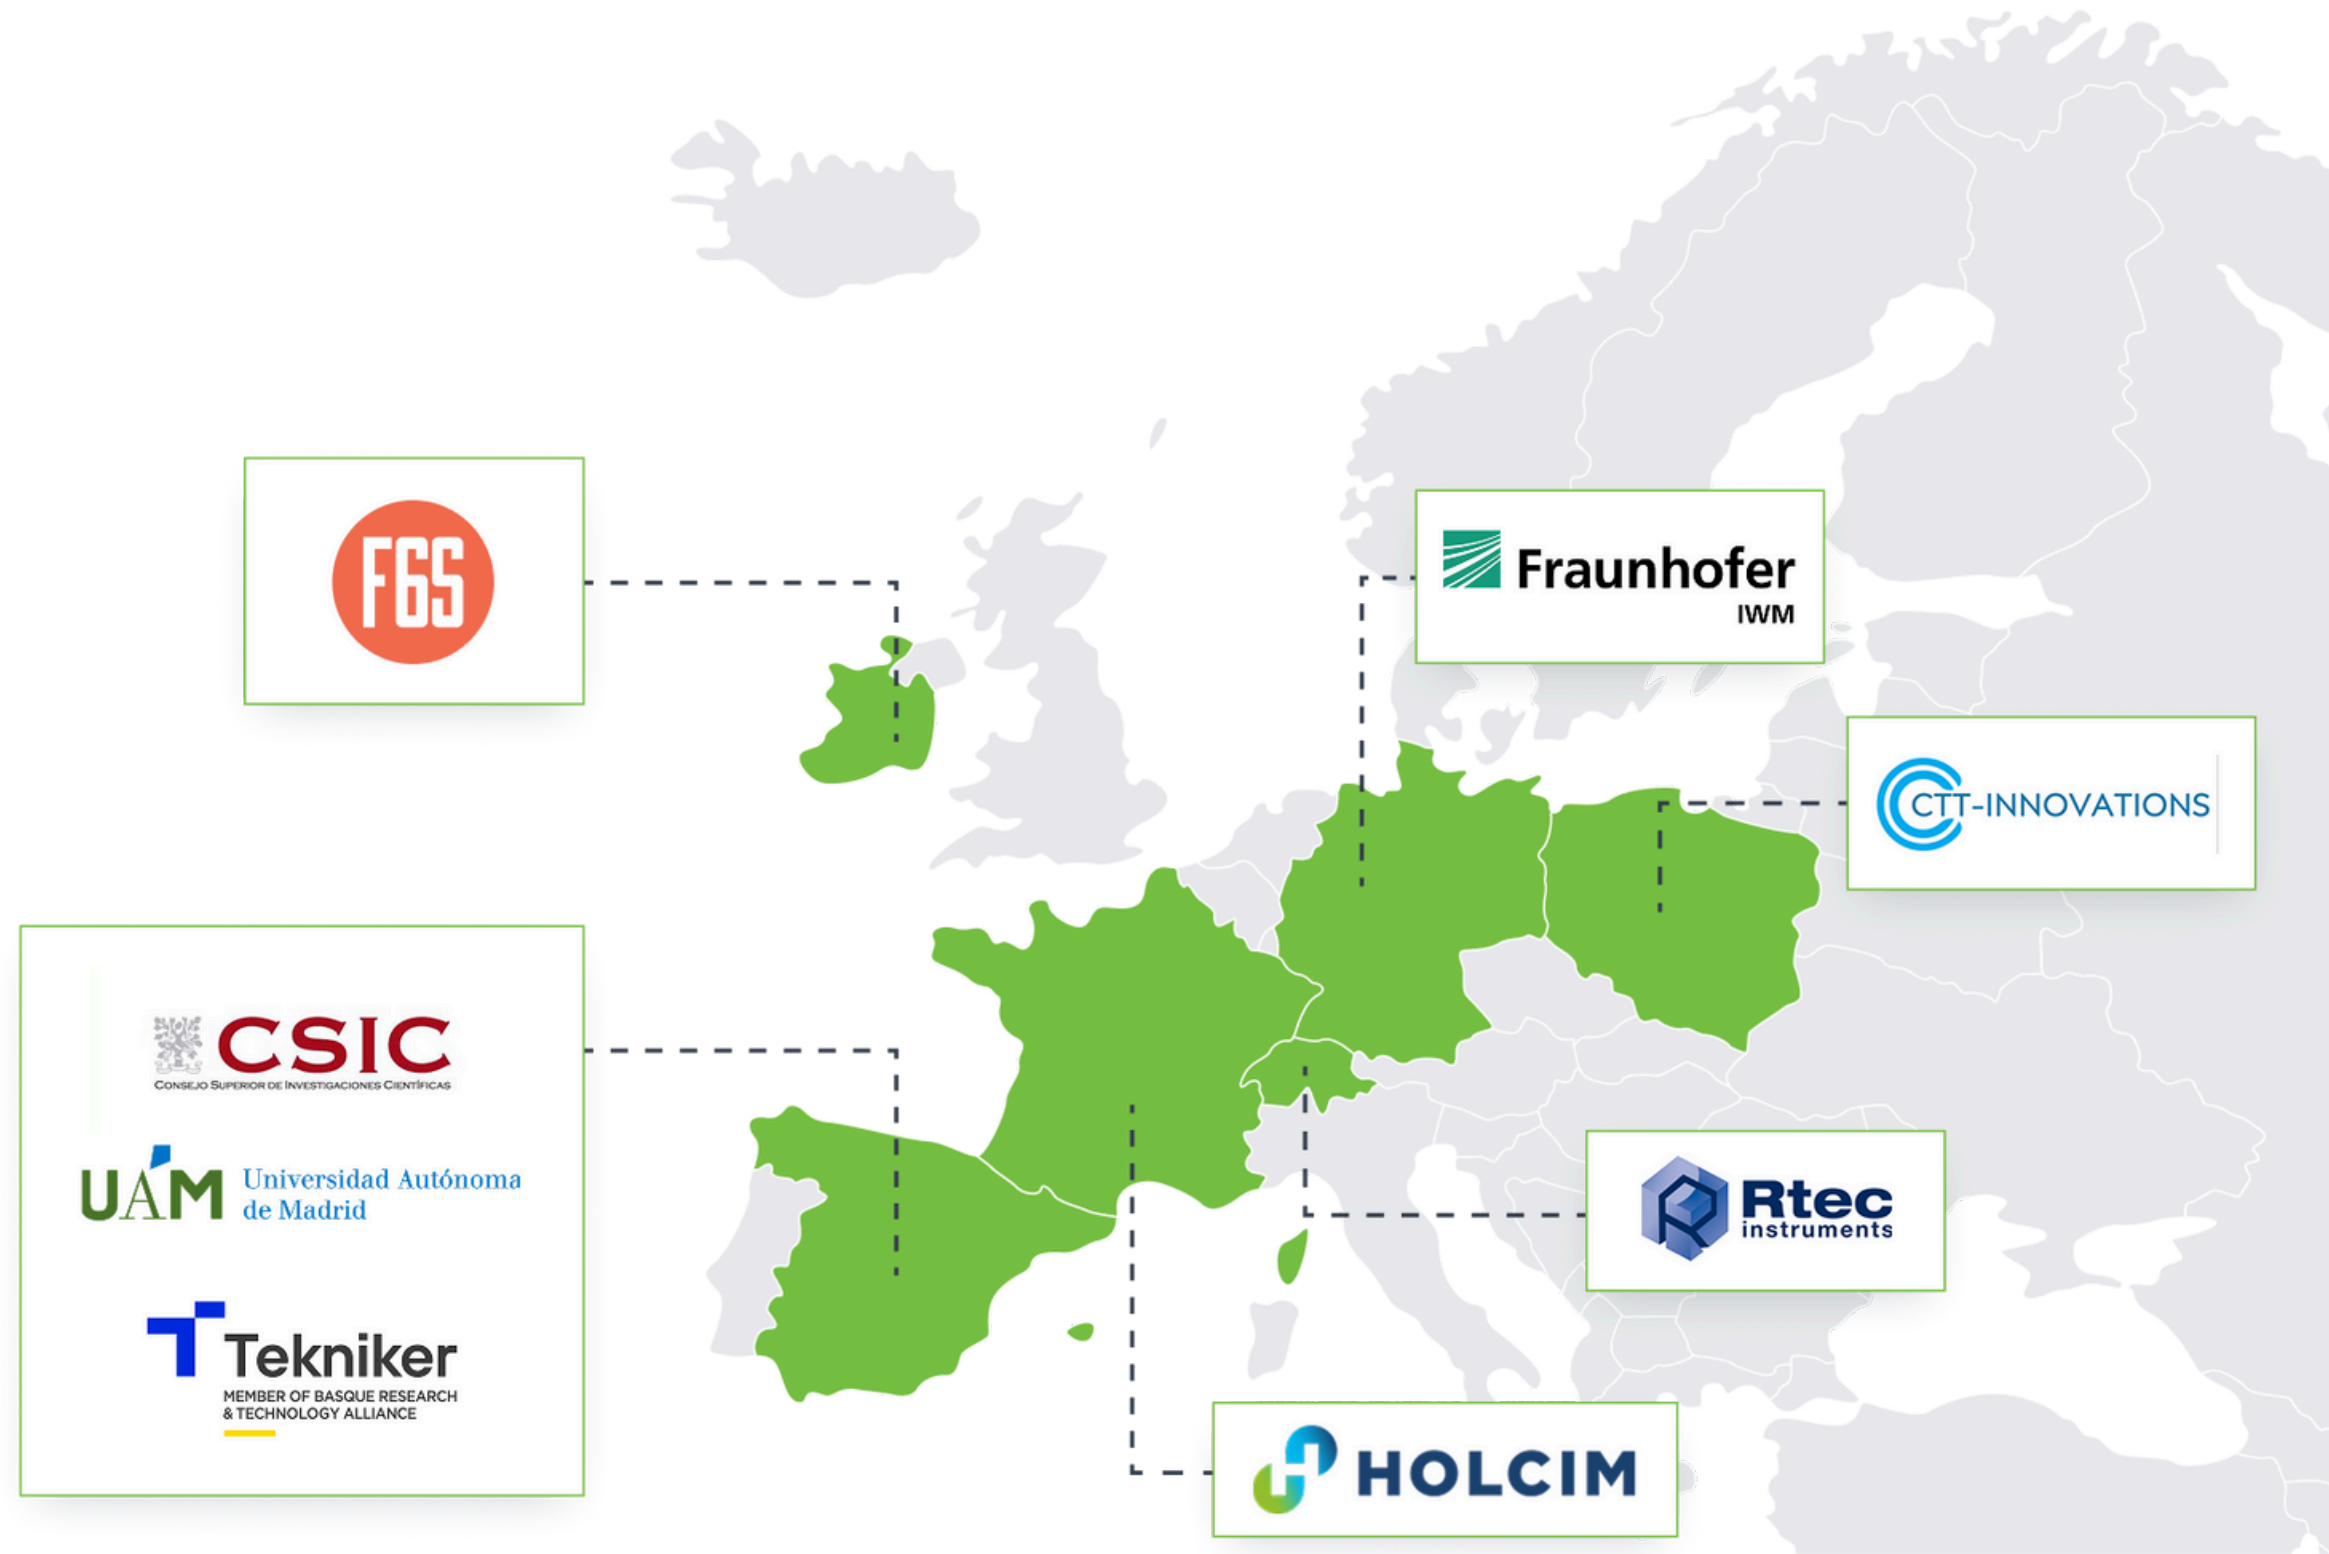 F6S
Fraunhofer
IWM
CTT-INNOVATIONS
CSIC
CONSEJO SUPERIOR DE INVESTIGACIONES CIENTÍFICAS
UAM Universidad Autónoma
de Madrid
Tekniker
MEMBER OF BASQUE RESEARCH
& TECHNOLOGY ALLIANCE
Rtec
instruments
HOLCIM